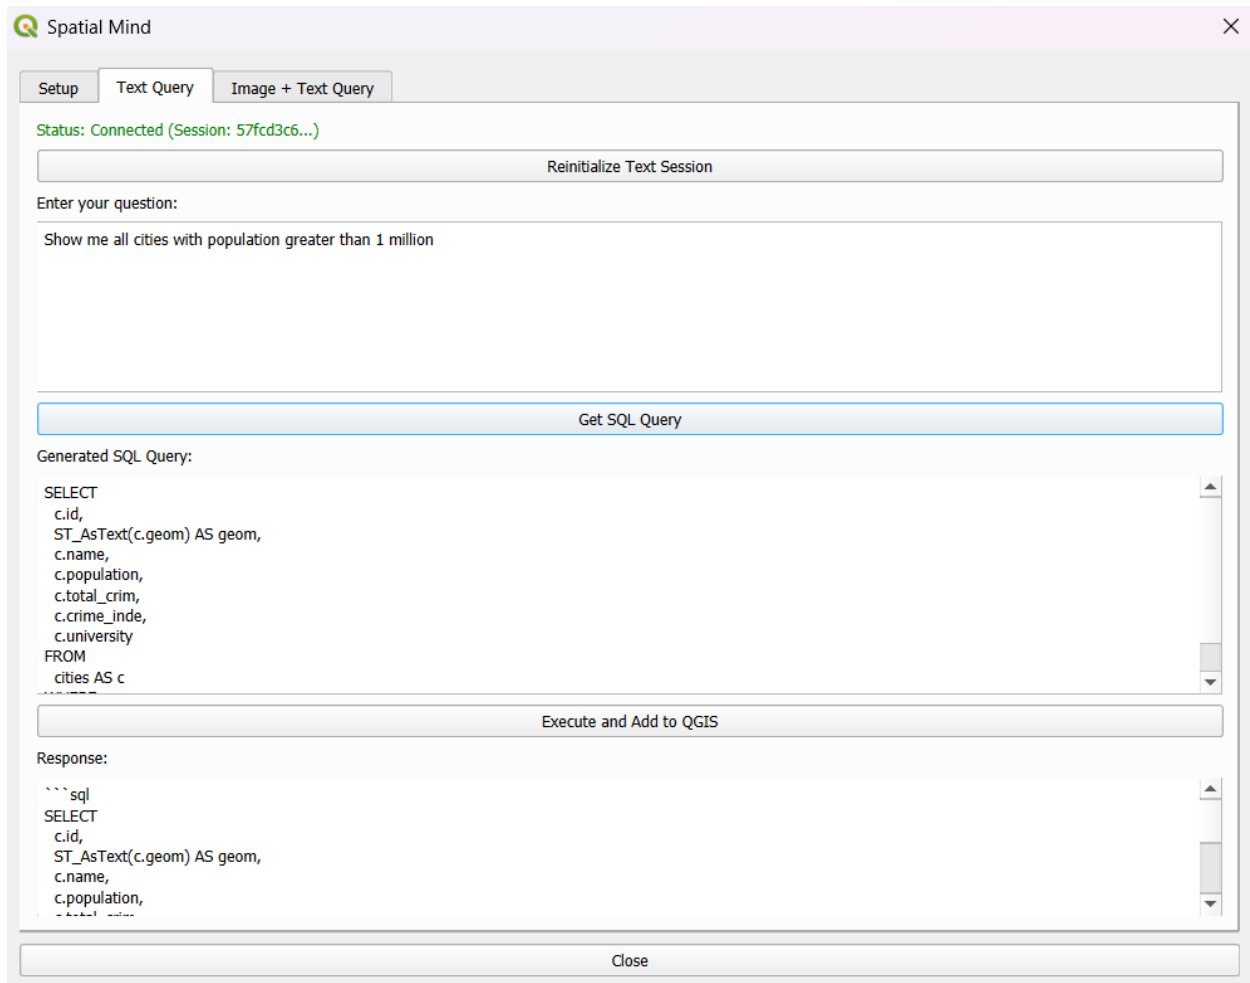 Spatial Mind
Setup
Text Query
Image + Text Query
Status: Connected (Session: 57fcd3c6...)
Reinitialize Text Session
Enter your question:
Show me all cities with population greater than 1 million
Get SQL Query
Generated SQL Query:
SELECT
c.id,
ST_AsText(c.geom) AS geom,
c.name,
c.population,
c.total_crim,
c.crime_inde,
c.university
FROM
cities AS c
Execute and Add to QGIS
Response:
```sql
SELECT
c.id,
ST_AsText(c.geom) AS geom,
c.name,
c.population,
Close